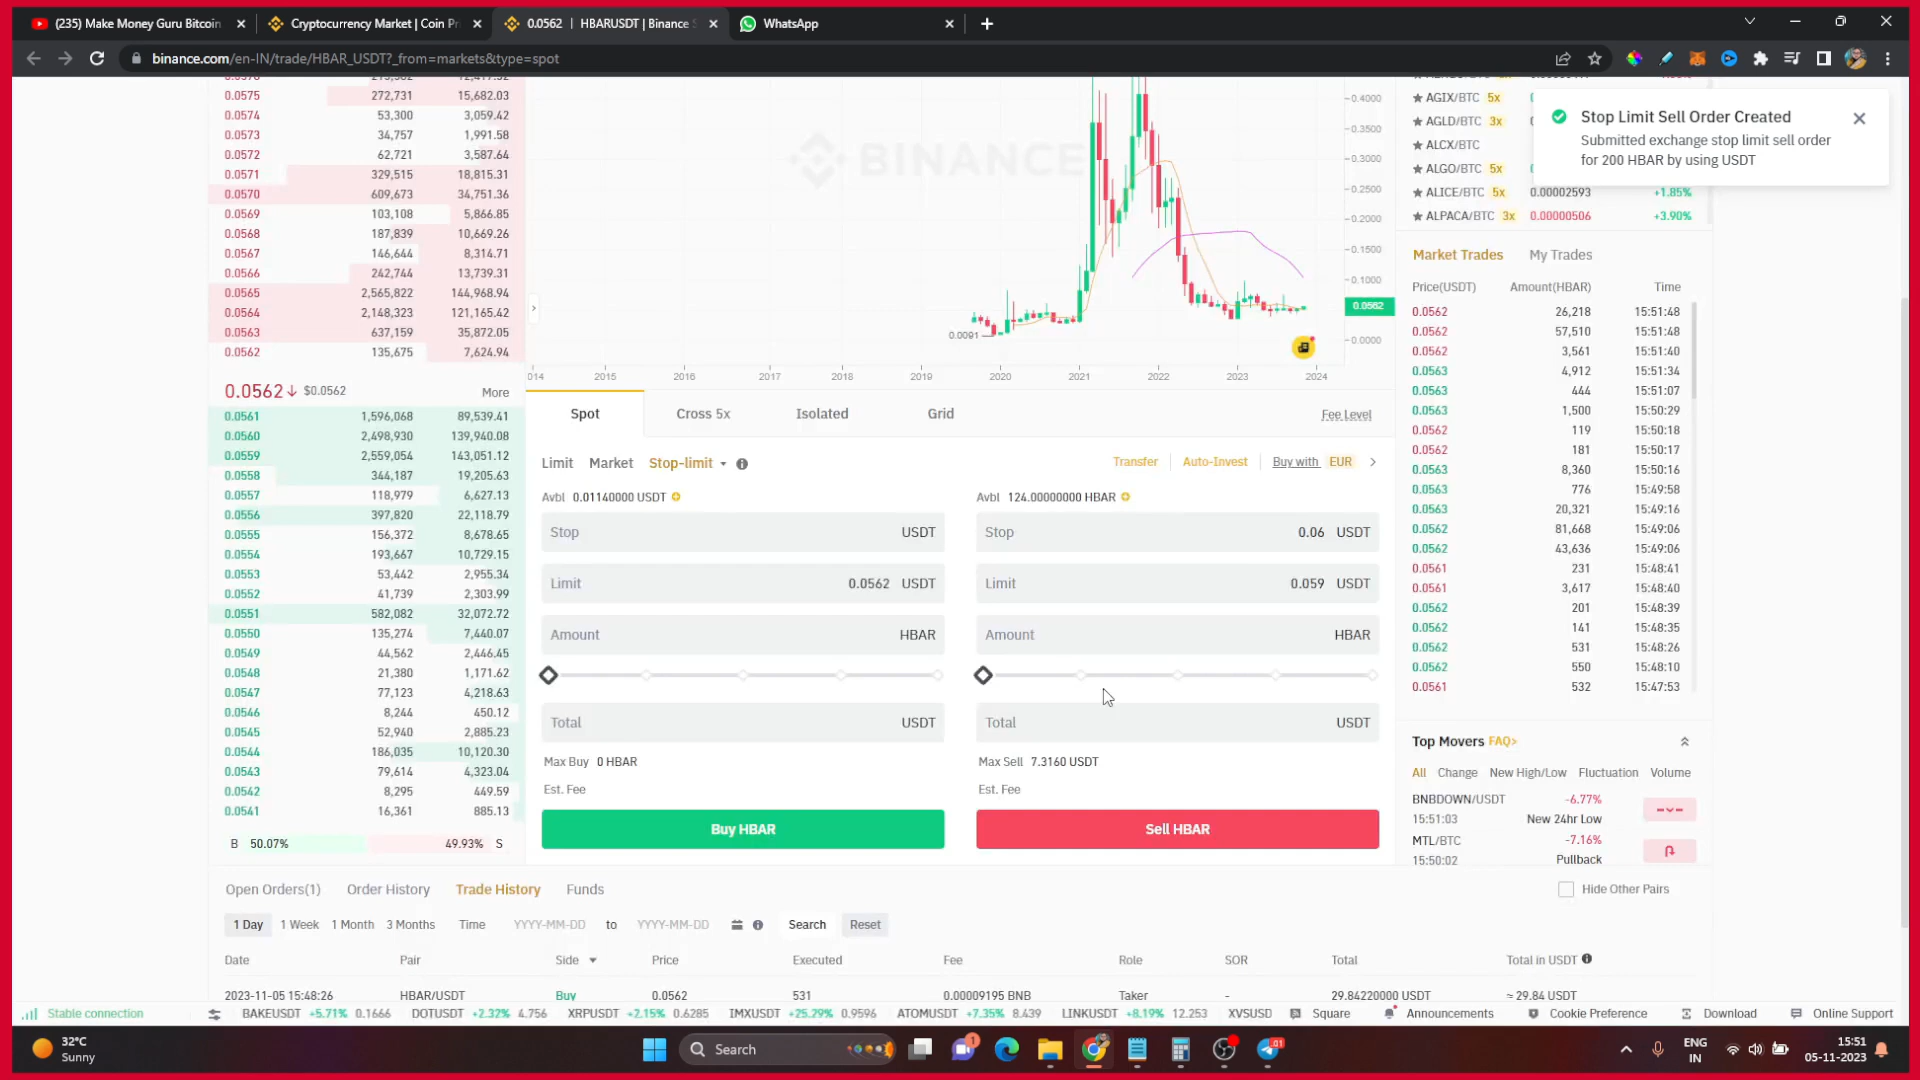 (235) Make Money Guru Bitcoin
Cryptocurrency Market | Coin Pr
0.0562 | HBARUSDT | Binance S
WhatsApp
binance.com/en-IN/trade/HBAR_USDT?_from=markets&type=spot
0.0575 272,731 15,682.03
0.0574 53,300 3,059.42
0.0573 34,757 1,991.58
0.0572 62,721 3,587.64
0.0571 329,515 18,815.31
0.0570 609,673 34,751.36
0.0569 103,108 5,866.85
0.0568 187,839 10,669.26
0.0567 146,644 8,314.71
0.0566 242,744 13,739.31
0.0565 2,565,822 144,968.94
0.0564 2,148,323 121,165.42
0.0563 637,159 35,872.05
0.0562 135,675 7,624.94
0.0562↓ $0.0562 More
0.0561 1,596,068 89,539.41
0.0560 2,498,930 139,940.08
0.0559 2,559,054 143,051.12
0.0558 344,187 19,205.63
0.0557 118,979 6,627.13
0.0556 397,820 22,118.79
0.0555 156,372 8,678.65
0.0554 193,667 10,729.15
0.0553 53,442 2,955.34
0.0552 41,739 2,303.99
0.0551 582,082 32,072.72
0.0550 135,274 7,440.07
0.0549 44,562 2,446.45
0.0548 21,380 1,171.62
0.0547 77,123 4,218.63
0.0546 8,244 450.12
0.0545 52,940 2,885.23
0.0544 186,035 10,120.30
0.0543 79,614 4,323.04
0.0542 8,295 449.59
0.0541 16,361 885.13
B 50.07% 49.93% S
BINANCE
0.4000
0.3500
0.3000
0.2500
0.2000
0.1500
0.1000
0.0562
0.0000
0.0091
014 2015 2016 2017 2018 2019 2020 2021 2022 2023 2024
Spot Cross 5x Isolated Grid Fee Level
Limit Market Stop-limit Transfer Auto-Invest Buy with EUR
Avbl 0.01140000 USDT
Stop USDT
Limit 0.0562 USDT
Amount HBAR
Total USDT
Max Buy 0 HBAR
Est. Fee
Buy HBAR
Avbl 124.00000000 HBAR
Stop 0.06 USDT
Limit 0.059 USDT
Amount HBAR
Total USDT
Max Sell 7.3160 USDT
Est. Fee
Sell HBAR
AGIX/BTC 5x
AGLD/BTC 3x
ALCX/BTC
ALGO/BTC 5x
ALICE/BTC 5x 0.00002593 +1.85%
ALPACA/BTC 3x 0.00000506 +3.90%
Stop Limit Sell Order Created
Submitted exchange stop limit sell order
for 200 HBAR by using USDT
Market Trades My Trades
Price(USDT) Amount(HBAR) Time
0.0562 26,218 15:51:48
0.0562 57,510 15:51:48
0.0562 3,561 15:51:40
0.0563 4,912 15:51:34
0.0563 444 15:51:07
0.0563 1,500 15:50:29
0.0562 119 15:50:18
0.0562 181 15:50:17
0.0563 8,360 15:50:16
0.0563 776 15:49:58
0.0563 20,321 15:49:16
0.0562 81,668 15:49:06
0.0562 43,636 15:49:06
0.0561 231 15:48:41
0.0561 3,617 15:48:40
0.0562 201 15:48:39
0.0562 141 15:48:35
0.0562 531 15:48:26
0.0562 550 15:48:10
0.0561 532 15:47:53
Top Movers FAQ>
All Change New High/Low Fluctuation Volume
BNBDOWN/USDT -6.77%
15:51:03 New 24hr Low
MTL/BTC -7.16%
15:50:02 Pullback
Open Orders(1) Order History Trade History Funds Hide Other Pairs
1 Day 1 Week 1 Month 3 Months Time YYYY-MM-DD to YYYY-MM-DD Search Reset
Date Pair Side Price Executed Fee Role SOR Total Total in USDT
2023-11-05 15:48:26 HBAR/USDT Buy 0.0562 531 0.00009195 BNB Taker - 29.84220000 USDT ≈ 29.84 USDT
Stable connection BAKEUSDT +5.71% 0.1666 DOTUSDT +2.32% 4.756 XRPUSDT +2.15% 0.6285 IMXUSDT +25.29% 0.9596 ATOMUSDT +7.35% 8.439 LINKUSDT +8.19% 12.253 XVSUSD Square Announcements Cookie Preference Download Online Support
32°C
Sunny
Search
ENG
IN
15:51
05-11-2023